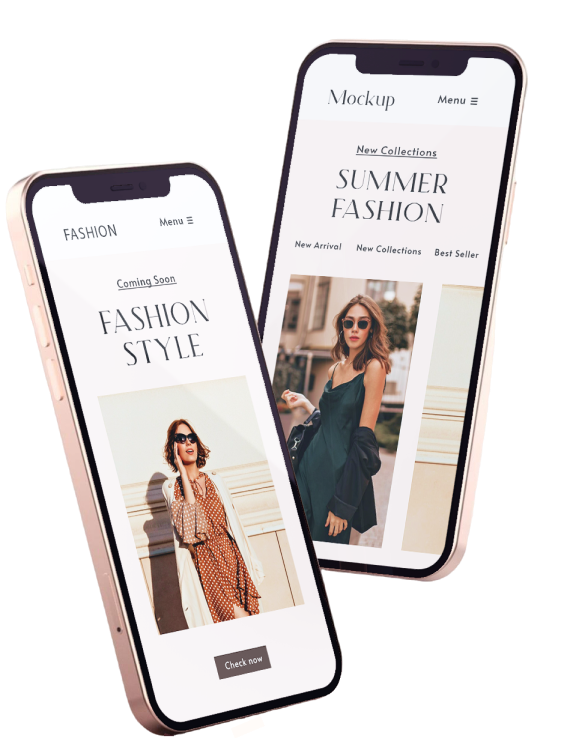 FASHION
Menu ☰
Coming Soon
FASHION
STYLE
Check now
Mockup
Menu ☰
New Collections
SUMMER
FASHION
New Arrival New Collections Best Seller